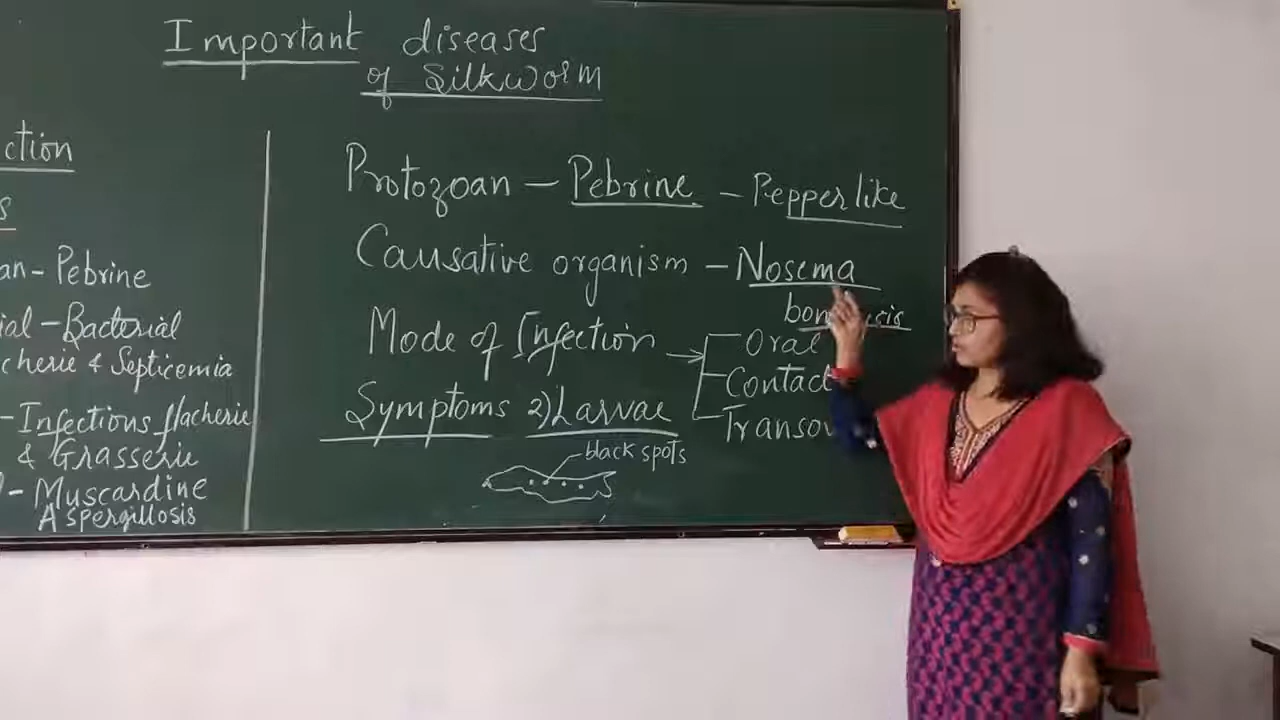 Important diseases
of Silkworm
ction
s
an - Pebrine
ial - Bacterial
cherie & Septicemia
- Infections flacherie
& Grasserie
- Muscardine
Aspergillosis
Protozoan - Pebrine - Pepper like
Causative organism - Nosema
Mode of Infection → Oral
Contact
Symptoms 2) Larvae
black spots